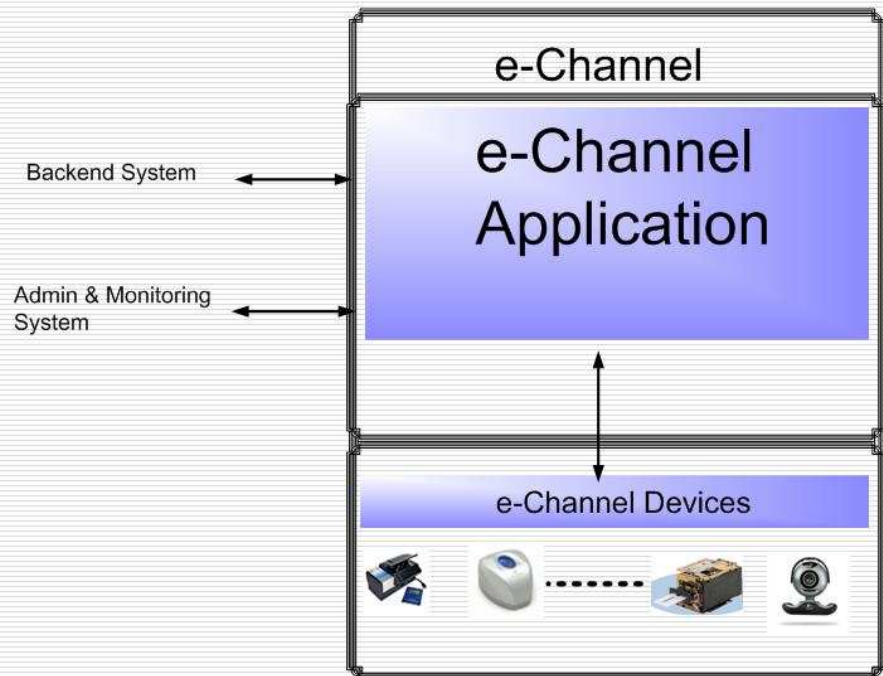 e-Channel
e-Channel
Application
Backend System
Admin & Monitoring
System
e-Channel Devices